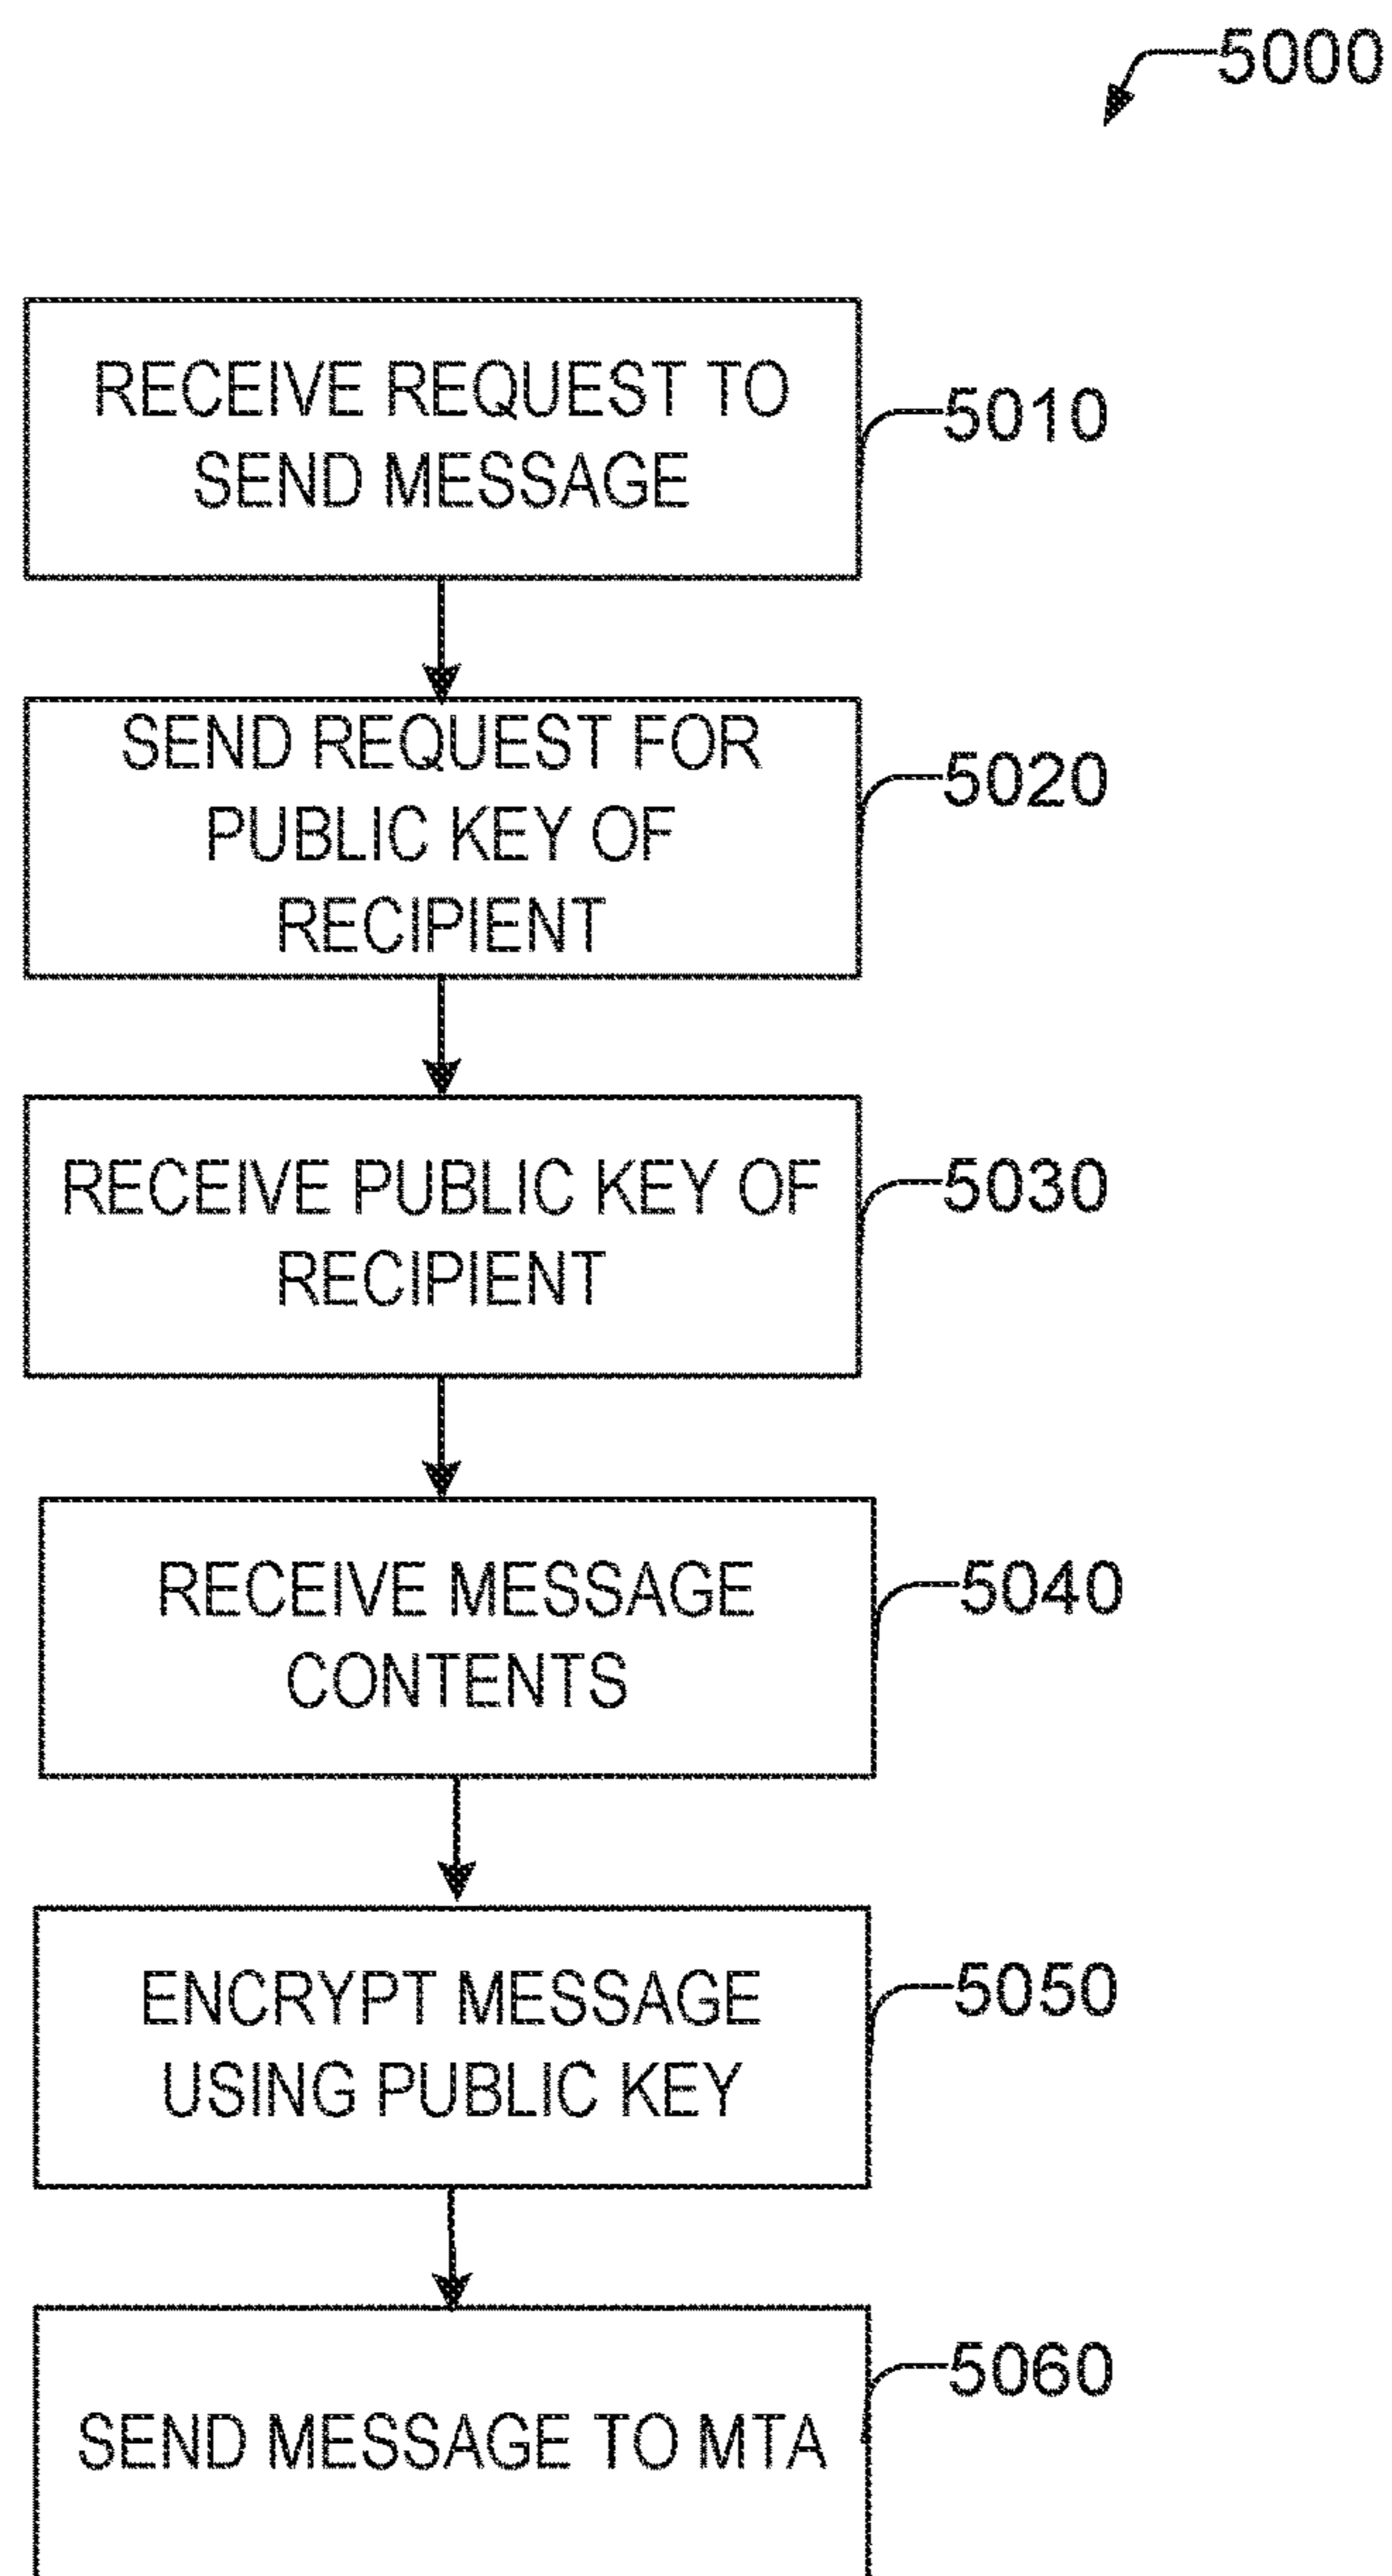 5000
RECEIVE REQUEST TO
SEND MESSAGE
5010
SEND REQUEST FOR
PUBLIC KEY OF
RECIPIENT
5020
RECEIVE PUBLIC KEY OF
RECIPIENT
5030
RECEIVE MESSAGE
CONTENTS
5040
ENCRYPT MESSAGE
USING PUBLIC KEY
5050
SEND MESSAGE TO MTA
5060